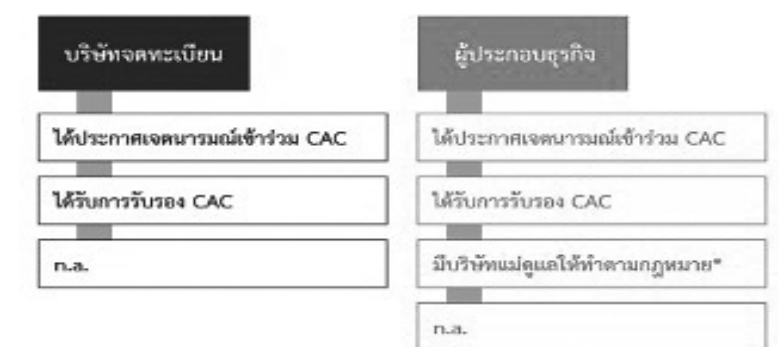 บริษัทจดทะเบียน
ได้ประกาศเจตนารมณ์เข้าร่วม CAC
ได้รับการรับรอง CAC
n.a.
ผู้ประกอบธุรกิจ
ได้ประกาศเจตนารมณ์เข้าร่วม CAC
ได้รับการรับรอง CAC
มีบริษัทแม่ดูแลให้ทำตามกฎหมาย*
n.a.